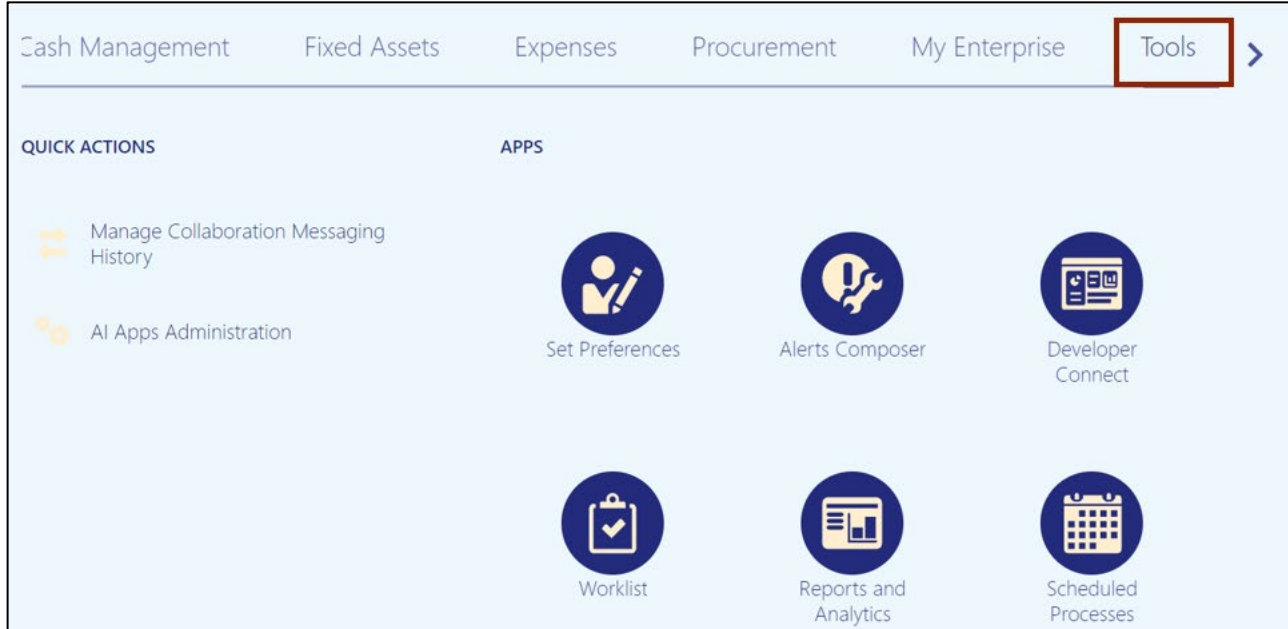 Cash Management Fixed Assets Expenses Procurement My Enterprise Tools
QUICK ACTIONS APPS
Manage Collaboration Messaging
History
AI Apps Administration
Set Preferences Alerts Composer Developer
Connect
Worklist Reports and Scheduled
Analytics Processes